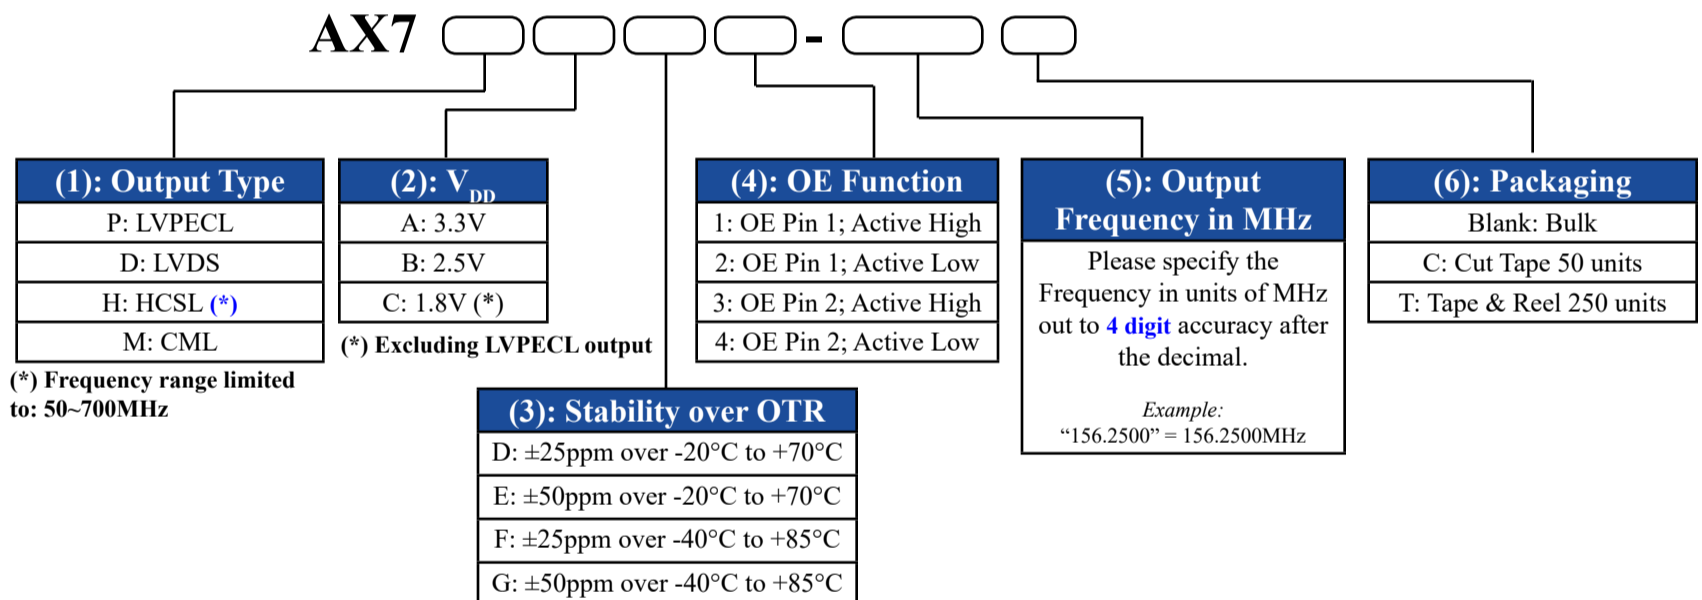 AX7 -
(1): Output Type
P: LVPECL
D: LVDS
H: HCSL (*)
M: CML
(*) Frequency range limited
to: 50~700MHz
(2): VDD
A: 3.3V
B: 2.5V
C: 1.8V (*)
(*) Excluding LVPECL output
(3): Stability over OTR
D: ±25ppm over -20°C to +70°C
E: ±50ppm over -20°C to +70°C
F: ±25ppm over -40°C to +85°C
G: ±50ppm over -40°C to +85°C
(4): OE Function
1: OE Pin 1; Active High
2: OE Pin 1; Active Low
3: OE Pin 2; Active High
4: OE Pin 2; Active Low
(5): Output
Frequency in MHz
Please specify the
Frequency in units of MHz
out to 4 digit accuracy after
the decimal.
Example:
“156.2500” = 156.2500MHz
(6): Packaging
Blank: Bulk
C: Cut Tape 50 units
T: Tape & Reel 250 units